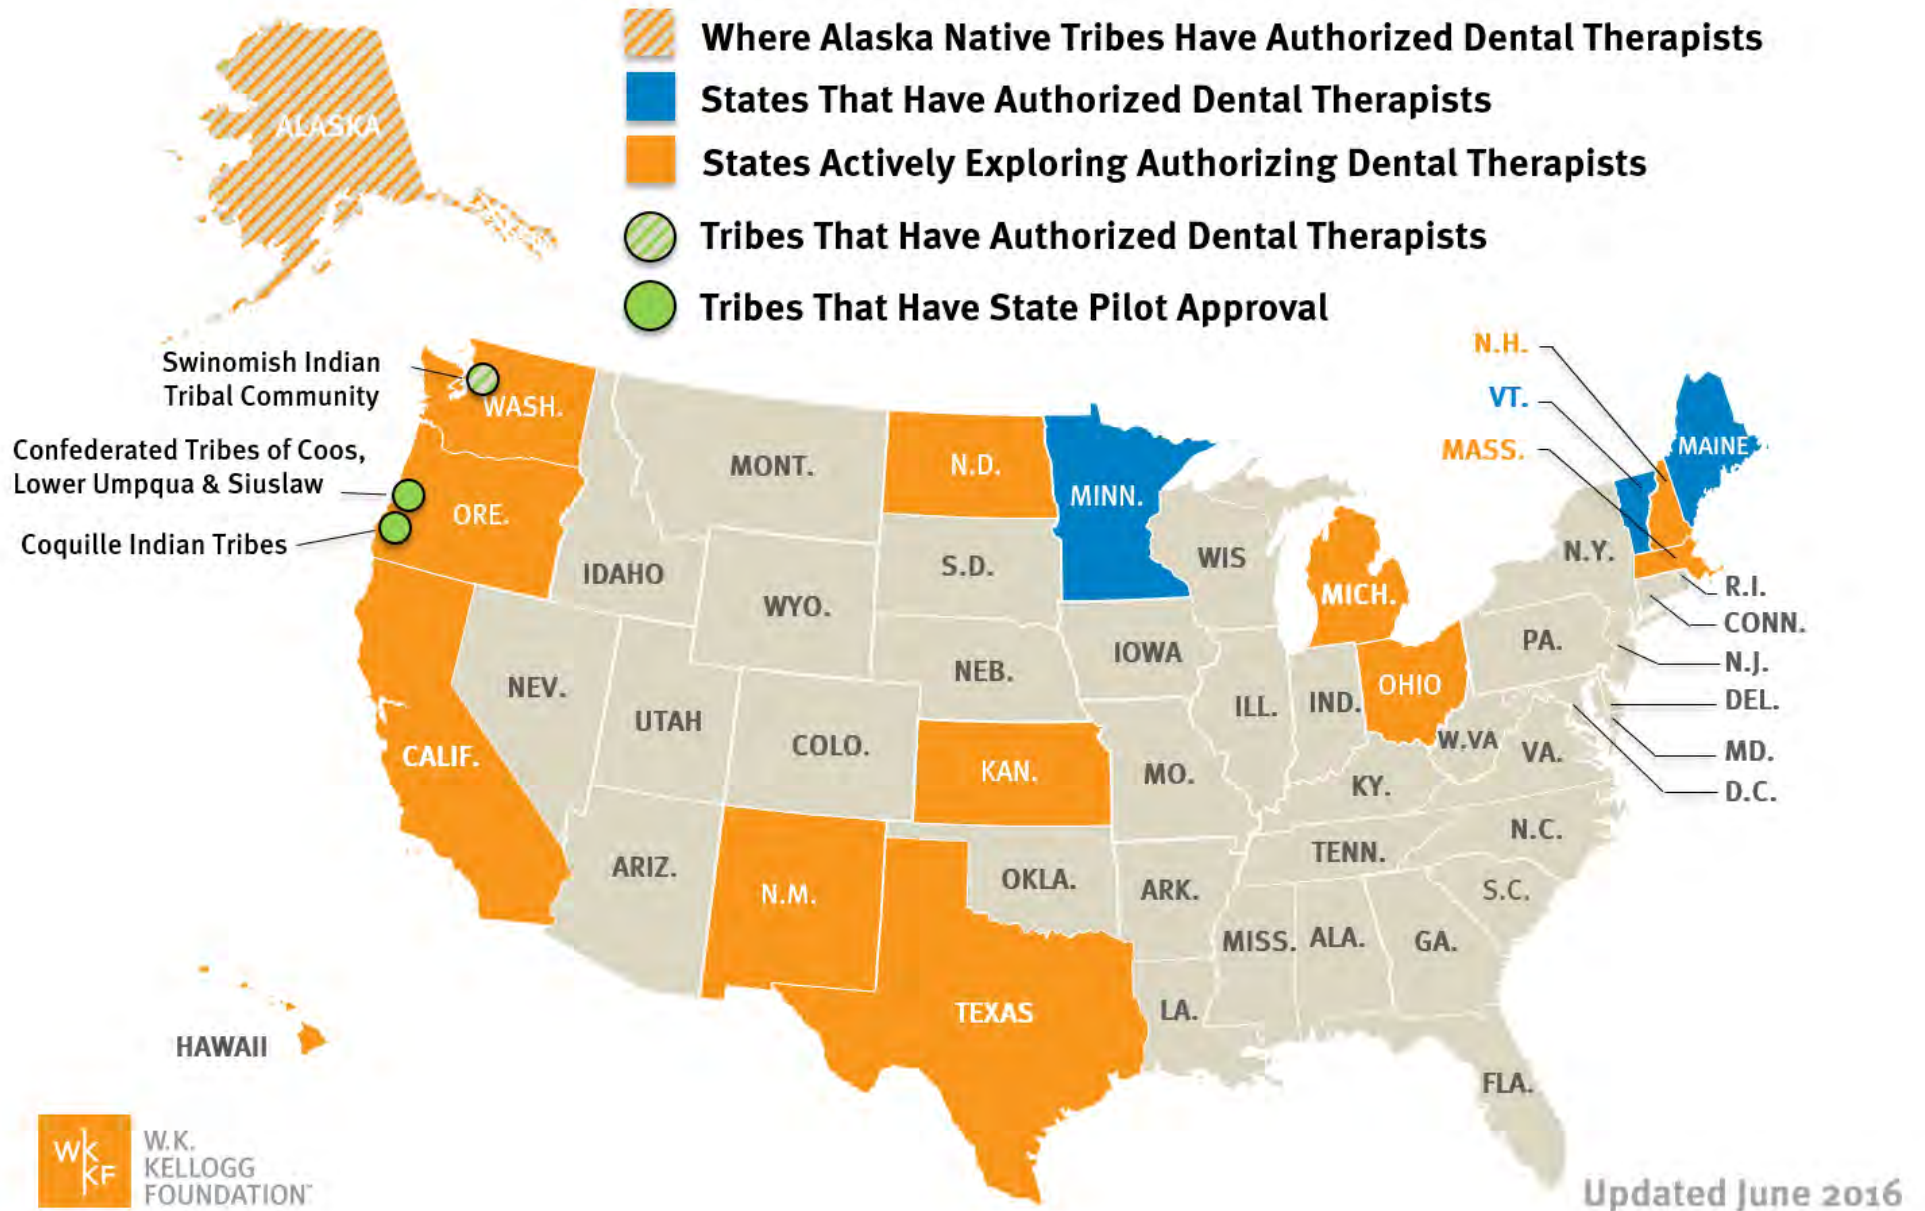 Where Alaska Native Tribes Have Authorized Dental Therapists
States That Have Authorized Dental Therapists
ALASKA
States Actively Exploring Authorizing Dental Therapists
Tribes That Have Authorized Dental Therapists
Tribes That Have State Pilot Approval
N.H.
Swinomish Indian
Tribal Community
VT.
WASH.
MASS.
MAINE
Confederated Tribes of Coos,
Lower Umpqua & Siuslaw
MONT.
N.D.
MINN.
ORE.
Coquille Indian Tribes
N.Y.
WIS
IDAHO
S.D.
R.I.
MICH.
WYO.
CONN.
PA.
IOWA
N.J.
NEB.
NEV.
OHIO
DEL.
ILL.
IND.
UTAH
COLO.
W.VA
VA.
MD.
CALIF.
KAN.
MO.
KY.
D.C.
N.C.
TENN.
ARIZ.
OKLA.
ARK.
S.C.
N.M.
MISS.
ALA.
GA.
TEXAS
LA.
HAWAII
FLA.
WK
KF
W.K.
KELLOGG
FOUNDATION™
Updated June 2016